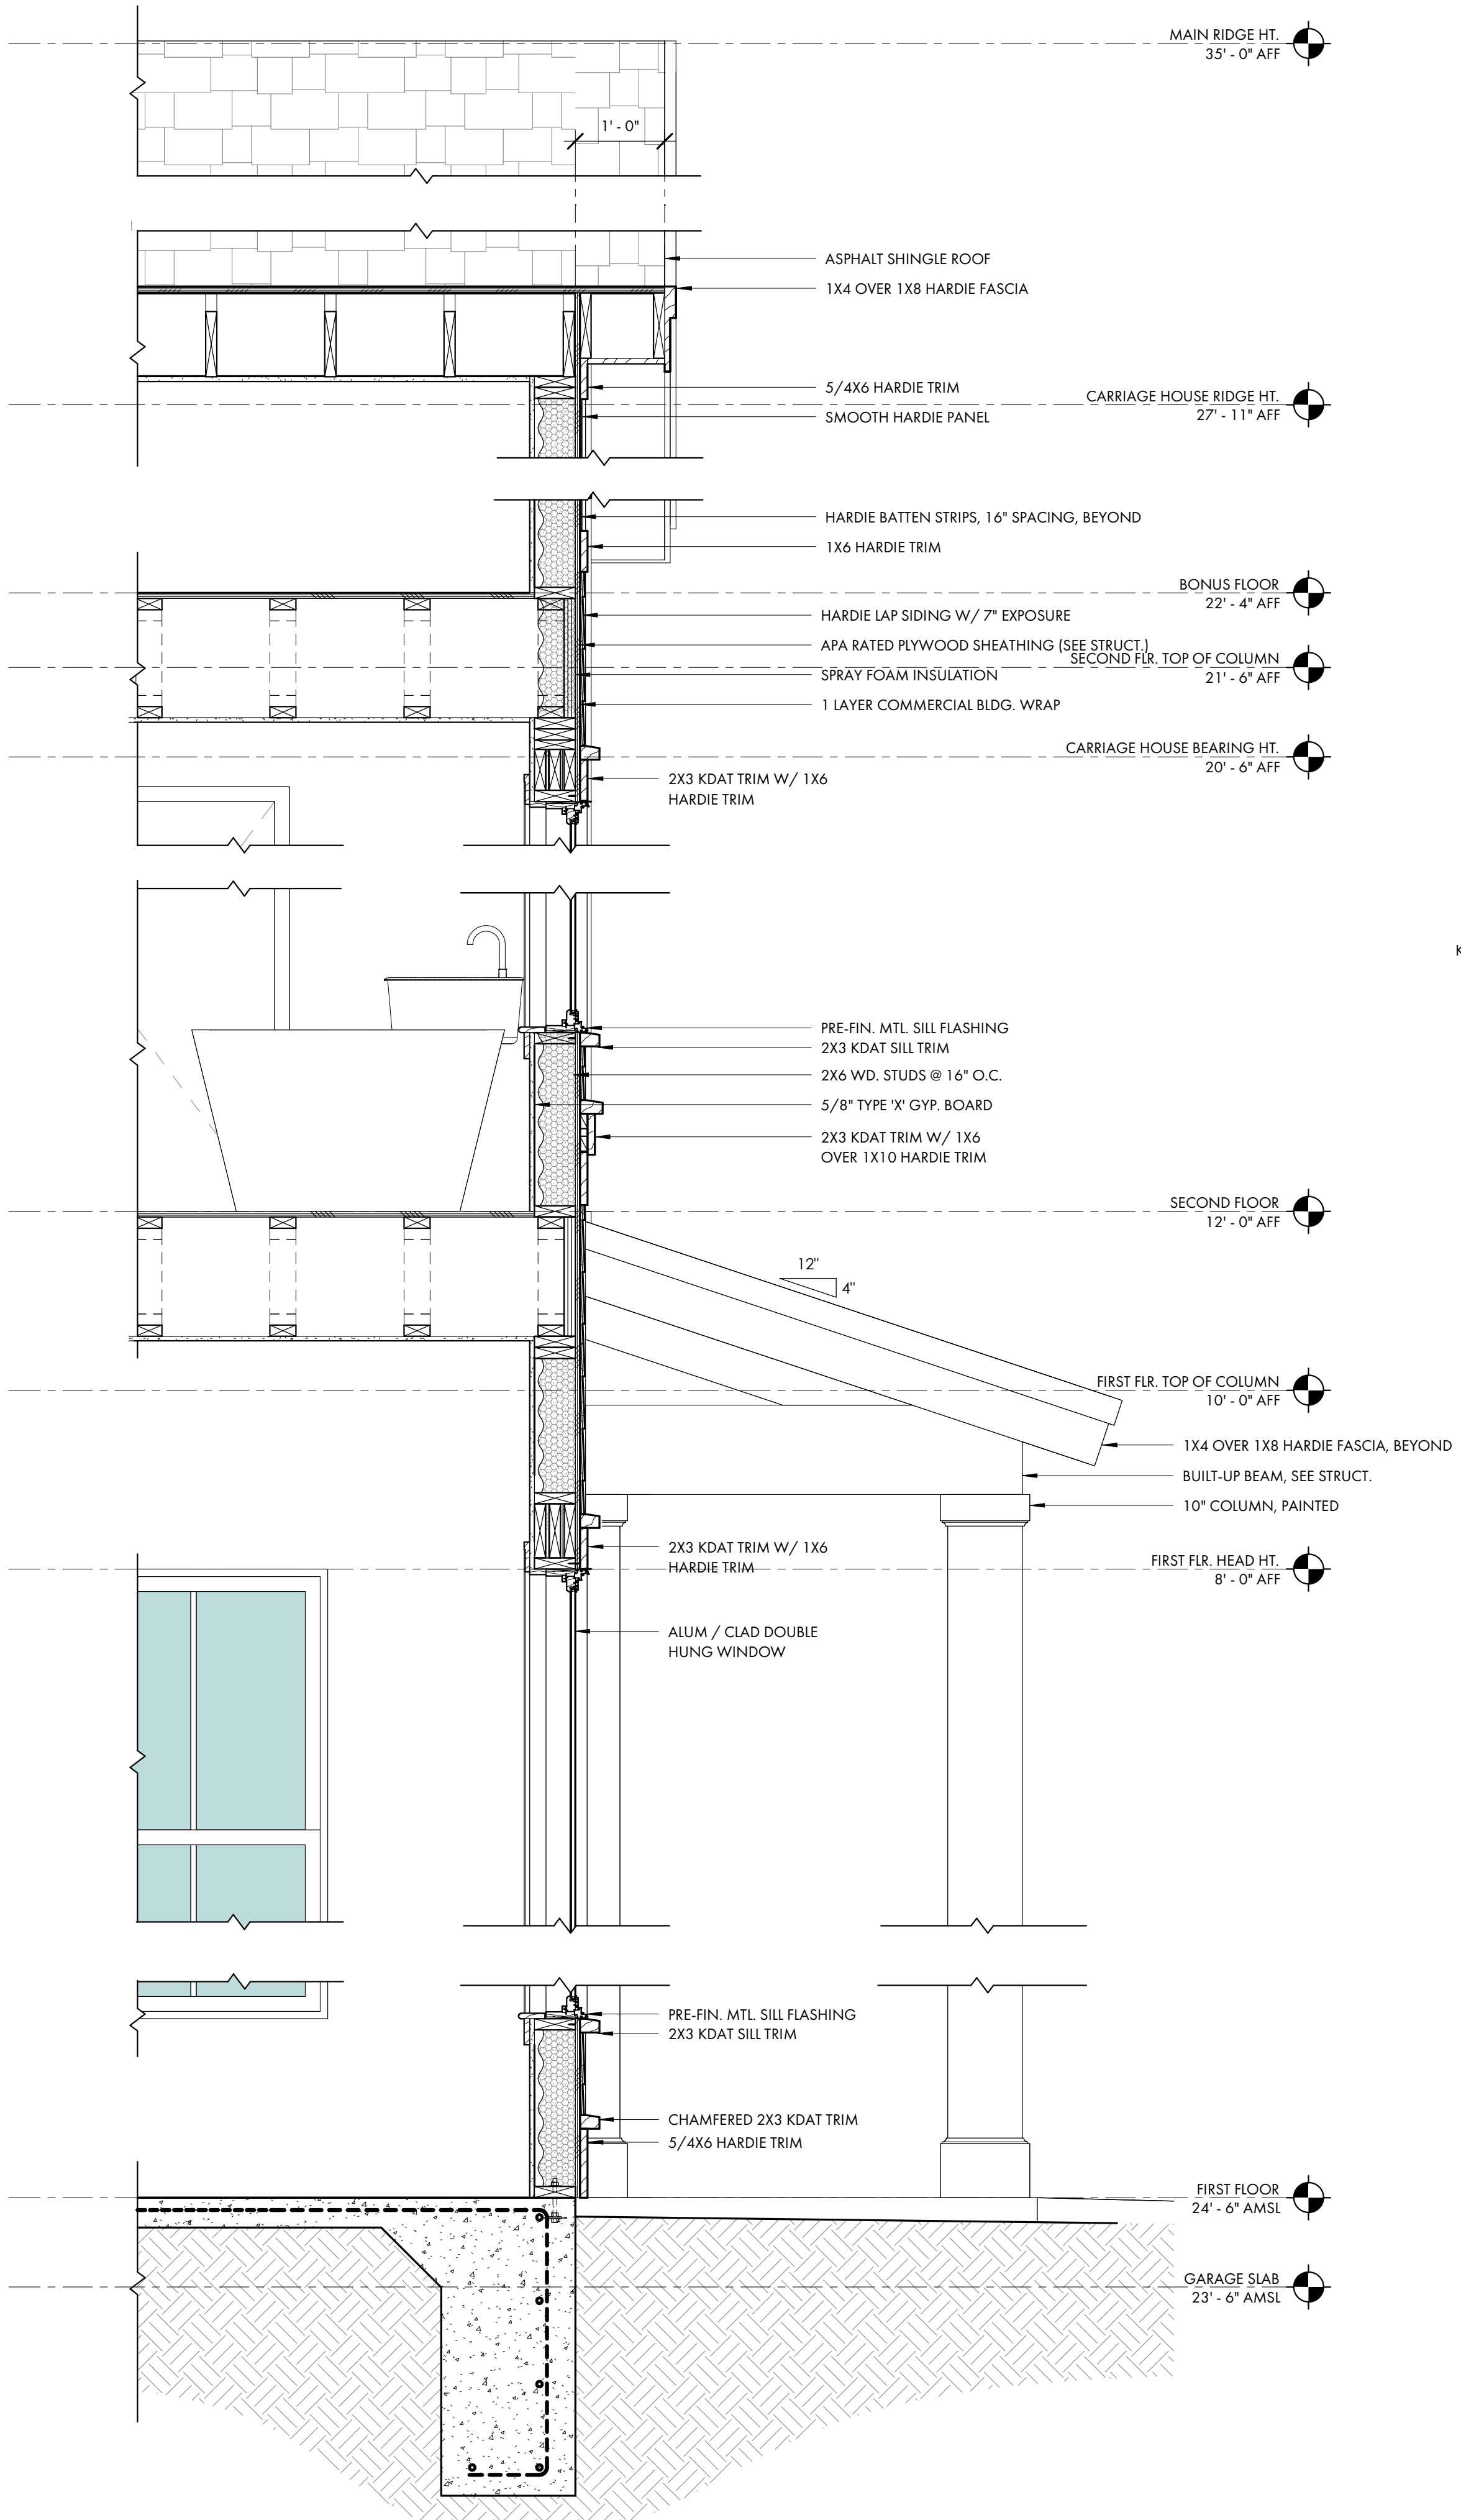 MAIN RIDGE HT.
35' - 0" AFF
1' - 0"
ASPHALT SHINGLE ROOF
1X4 OVER 1X8 HARDIE FASCIA
5/4X6 HARDIE TRIM
CARRIAGE HOUSE RIDGE HT.
27' - 11" AFF
SMOOTH HARDIE PANEL
HARDIE BATTEN STRIPS, 16" SPACING, BEYOND
1X6 HARDIE TRIM
BONUS FLOOR
22' - 4" AFF
HARDIE LAP SIDING W/ 7" EXPOSURE
APA RATED PLYWOOD SHEATHING (SEE STRUCT.)
SECOND FLR. TOP OF COLUMN
21' - 6" AFF
SPRAY FOAM INSULATION
1 LAYER COMMERCIAL BLDG. WRAP
CARRIAGE HOUSE BEARING HT.
20' - 6" AFF
2X3 KDAT TRIM W/ 1X6
HARDIE TRIM
K
PRE-FIN. MTL. SILL FLASHING
2X3 KDAT SILL TRIM
2X6 WD. STUDS @ 16" O.C.
5/8" TYPE 'X' GYP. BOARD
2X3 KDAT TRIM W/ 1X6
OVER 1X10 HARDIE TRIM
SECOND FLOOR
12' - 0" AFF
12"
4"
FIRST FLR. TOP OF COLUMN
10' - 0" AFF
1X4 OVER 1X8 HARDIE FASCIA, BEYOND
BUILT-UP BEAM, SEE STRUCT.
10" COLUMN, PAINTED
2X3 KDAT TRIM W/ 1X6
HARDIE TRIM
FIRST FLR. HEAD HT.
8' - 0" AFF
ALUM / CLAD DOUBLE
HUNG WINDOW
PRE-FIN. MTL. SILL FLASHING
2X3 KDAT SILL TRIM
CHAMFERED 2X3 KDAT TRIM
5/4X6 HARDIE TRIM
FIRST FLOOR
24' - 6" AMSL
GARAGE SLAB
23' - 6" AMSL